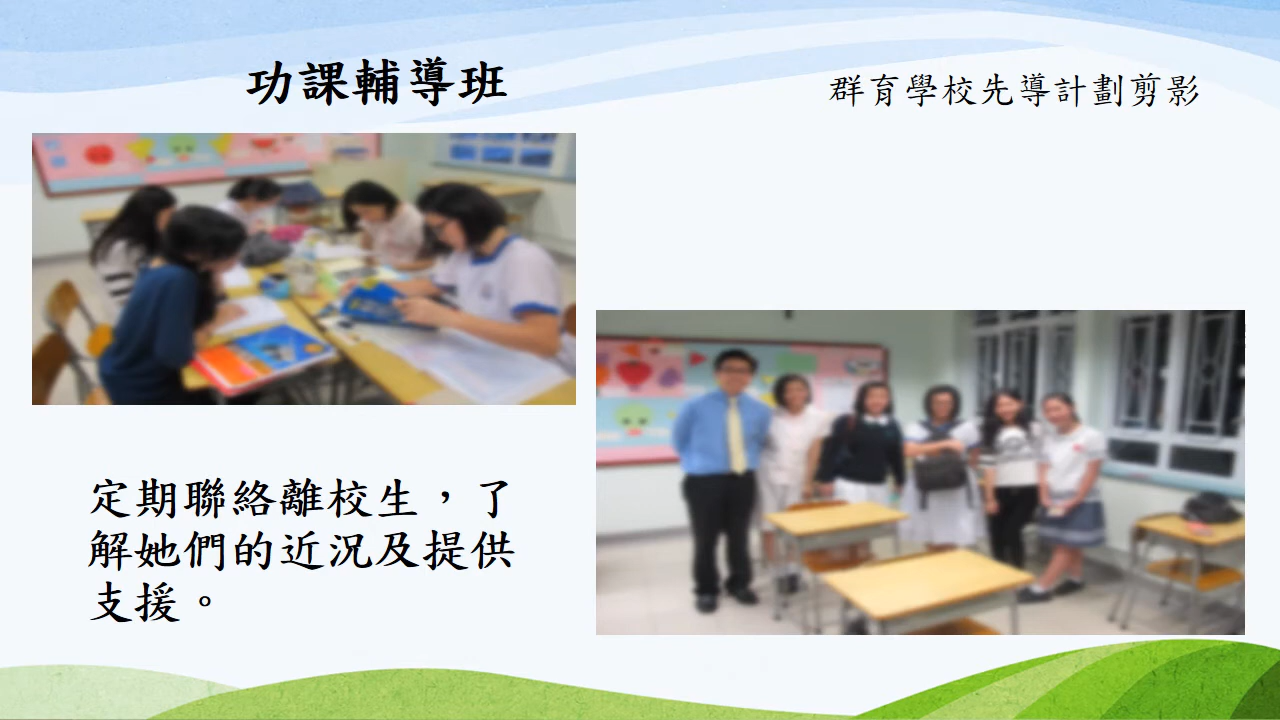 功課輔導班
群育學校先導計劃剪影
定期聯絡離校生，了
解她們的近況及提供
支援。